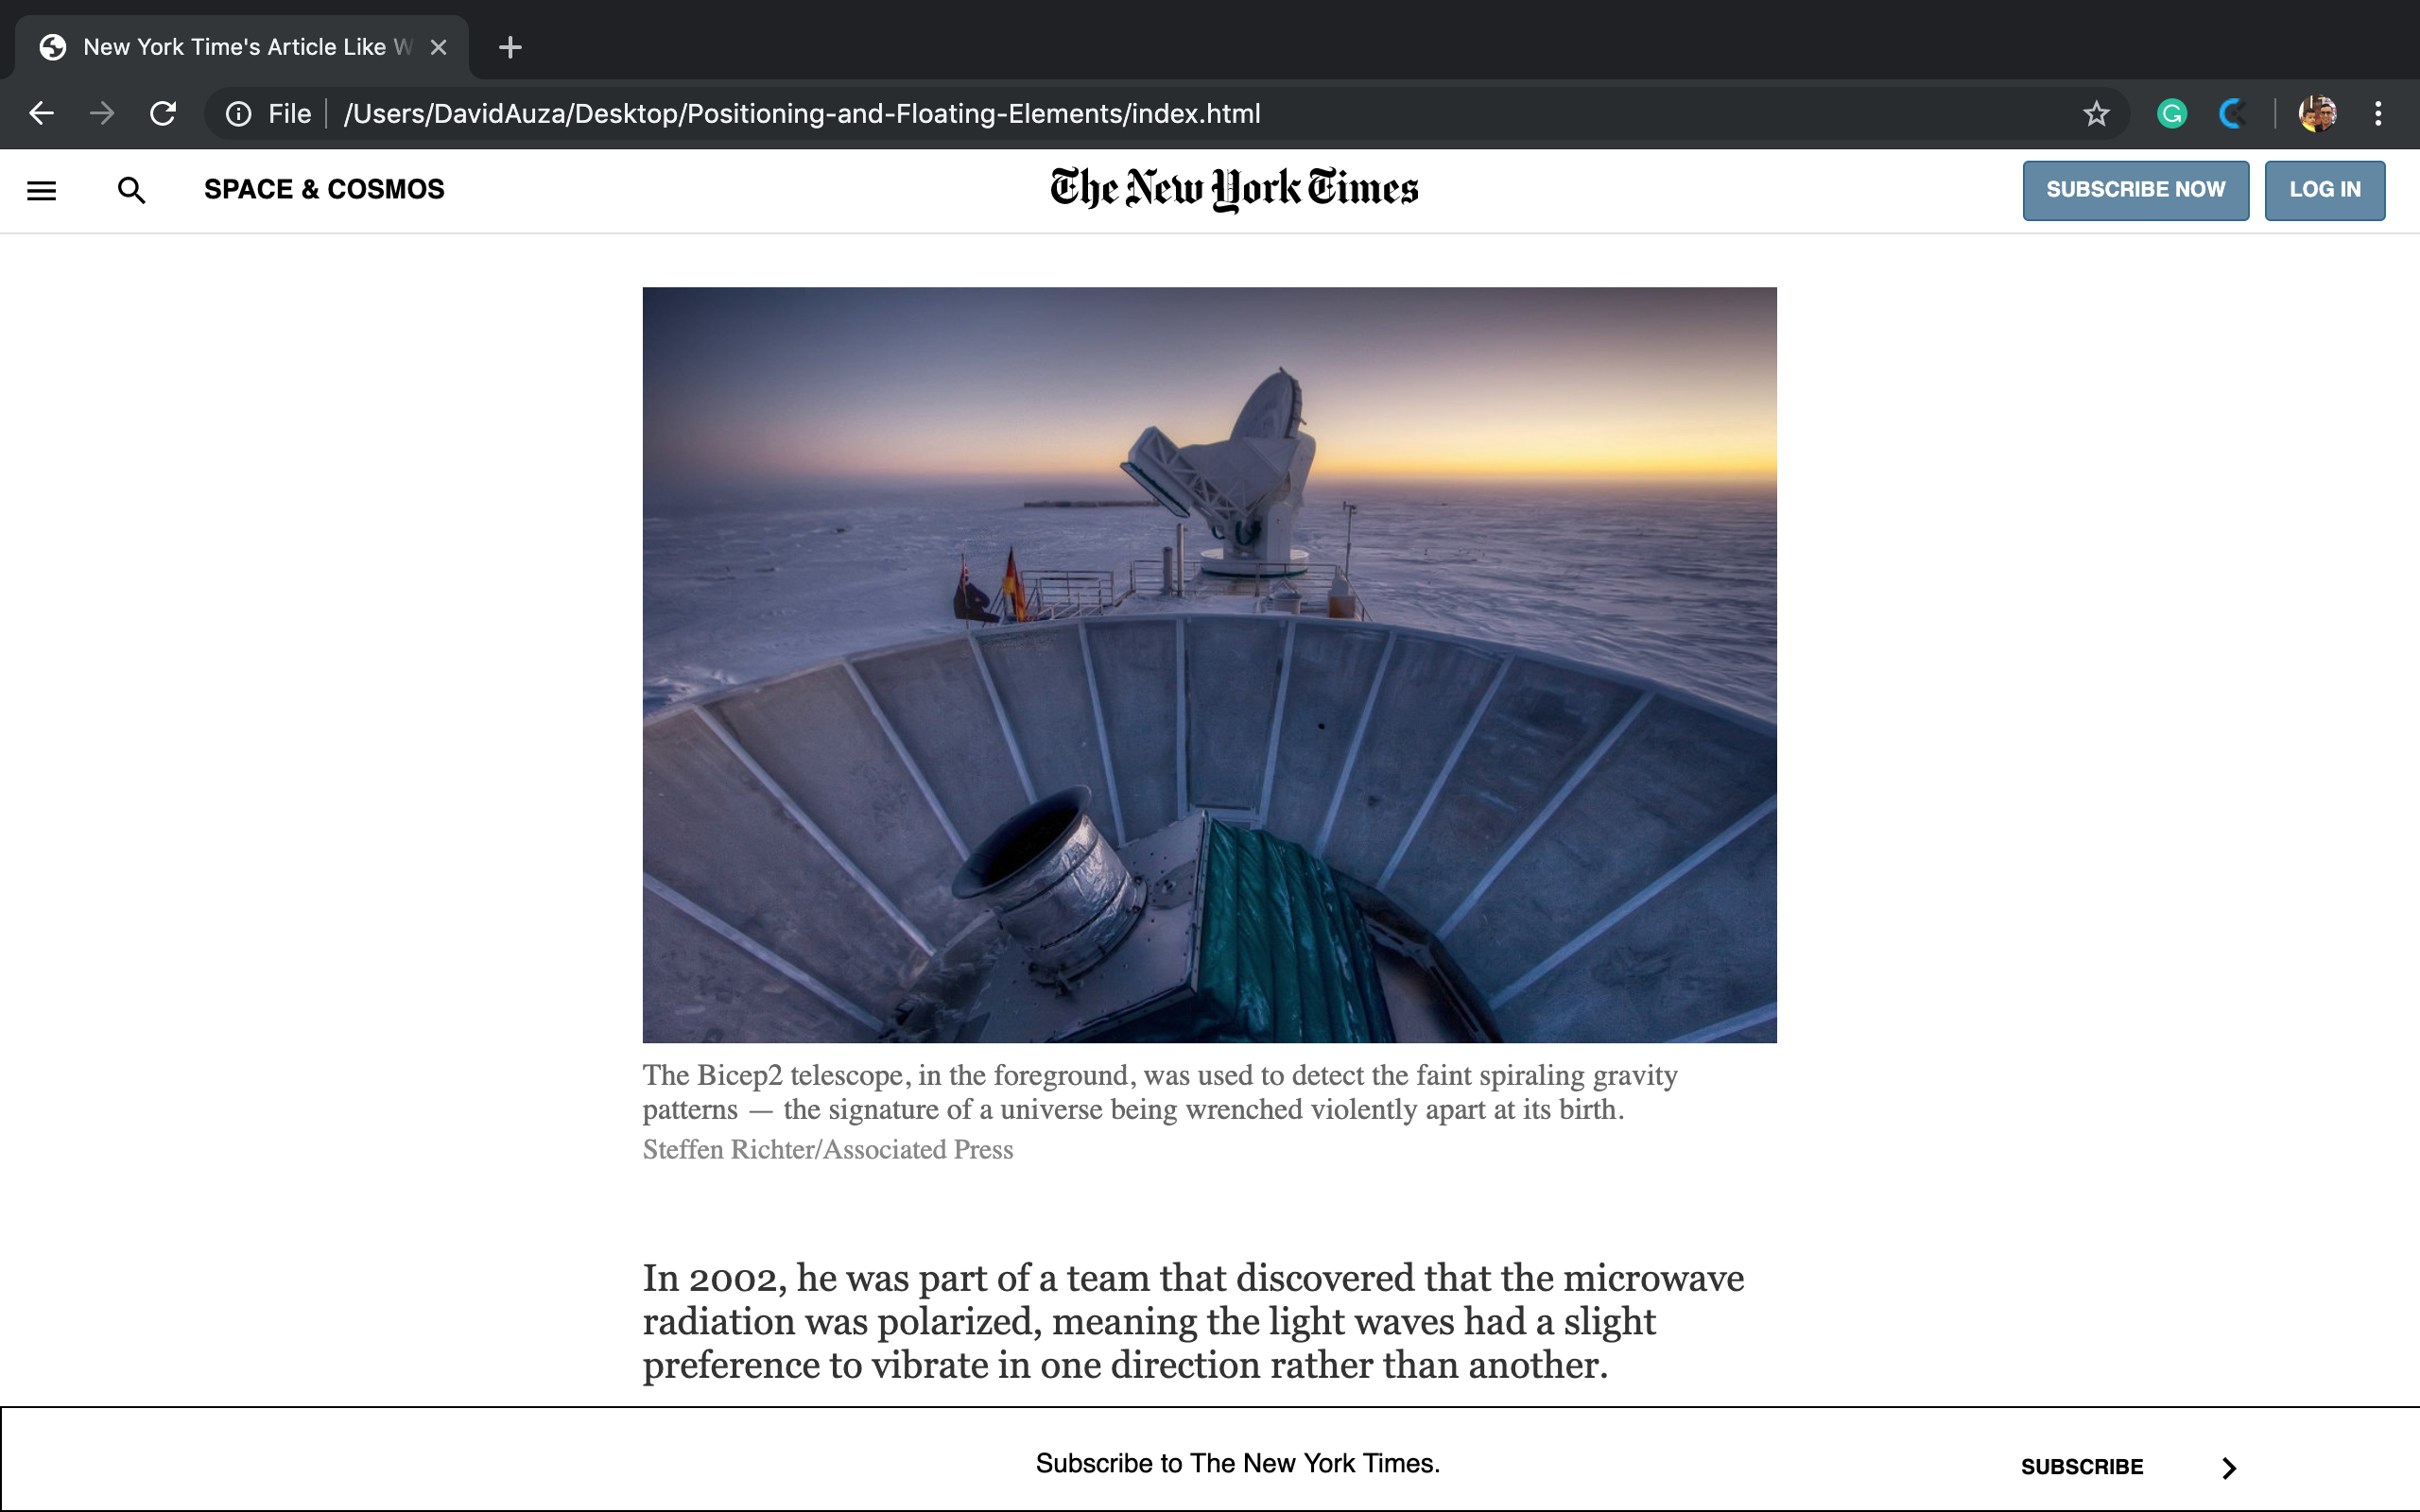 New York Time's Article Like W
File
/Users/DavidAuza/Desktop/Positioning-and-Floating-Elements/index.html
SPACE & COSMOS
The New York Times
SUBSCRIBE NOW
LOG IN
The Bicep2 telescope, in the foreground, was used to detect the faint spiraling gravity
patterns — the signature of a universe being wrenched violently apart at its birth.
Steffen Richter/Associated Press
In 2002, he was part of a team that discovered that the microwave
radiation was polarized, meaning the light waves had a slight
preference to vibrate in one direction rather than another.
Subscribe to The New York Times.
SUBSCRIBE